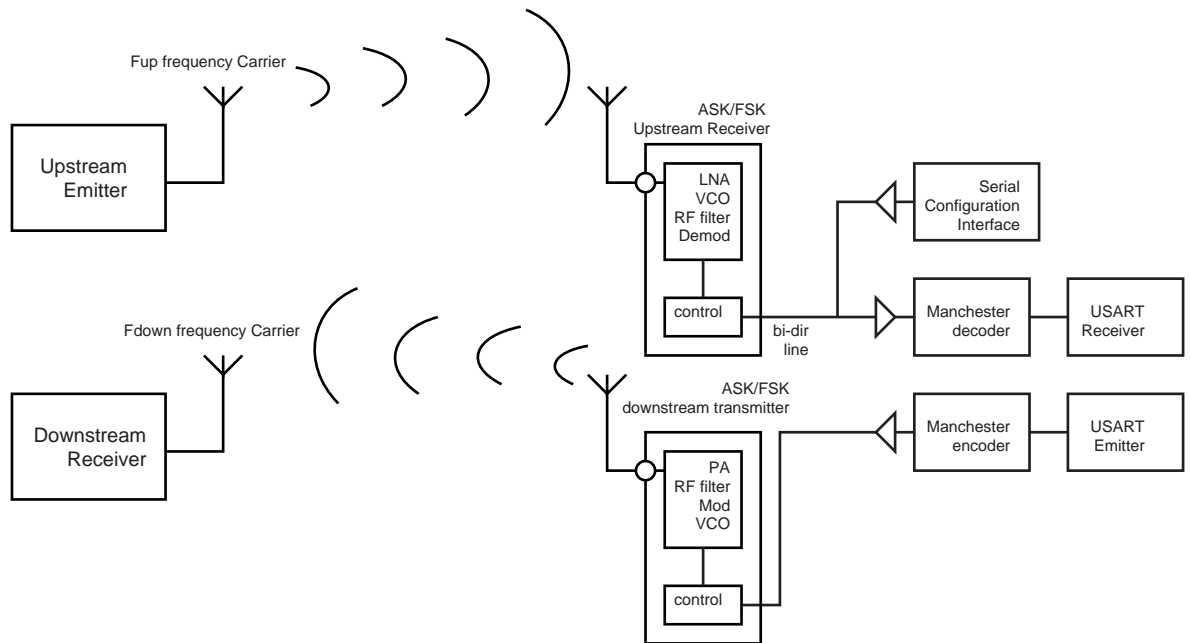 Fup frequency Carrier
Upstream
Emitter
ASK/FSK
Upstream Receiver
LNA
VCO
RF filter
Demod
control
bi-dir
line
Serial
Configuration
Interface
Manchester
decoder
USART
Receiver
Fdown frequency Carrier
Downstream
Receiver
ASK/FSK
downstream transmitter
PA
RF filter
Mod
VCO
control
Manchester
encoder
USART
Emitter